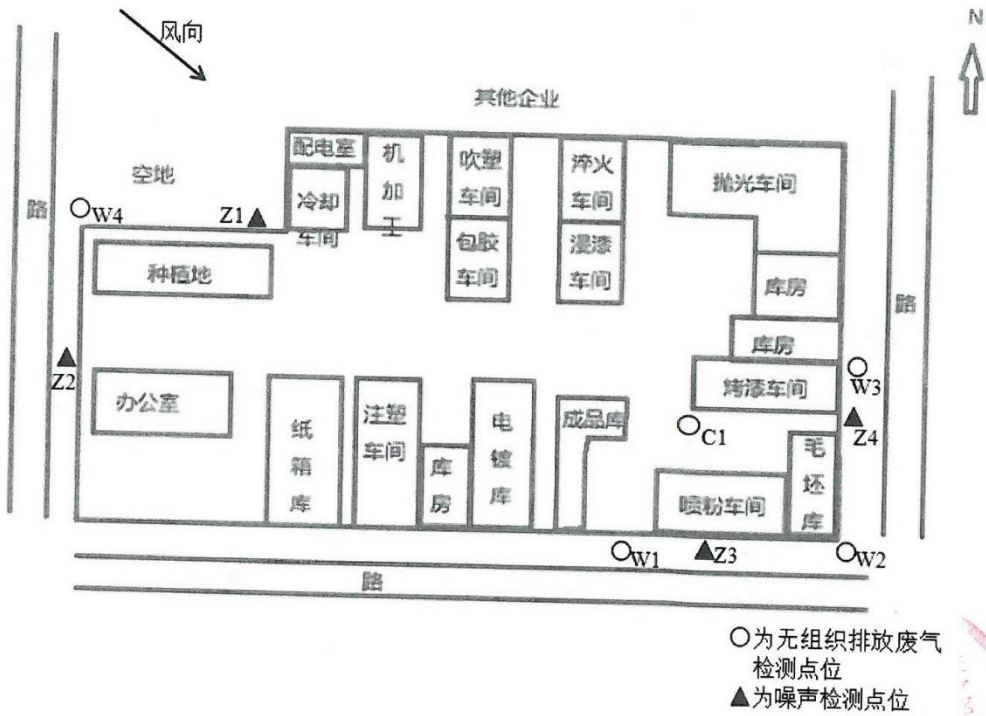 风向
N
其他企业
空地
路
W4
Z1
配电室
冷却
车间
机
加
工
吹塑
车间
包胶
车间
淬火
车间
浸漆
车间
抛光车间
库房
库房
烤漆车间
路
种植地
Z2
办公室
纸
箱
库
注塑
车间
库
房
电
镀
库
成品库
C1
W3
Z4
毛
坯
库
喷粉车间
W1
Z3
W2
路
○为无组织排放废气
检测点位
▲为噪声检测点位